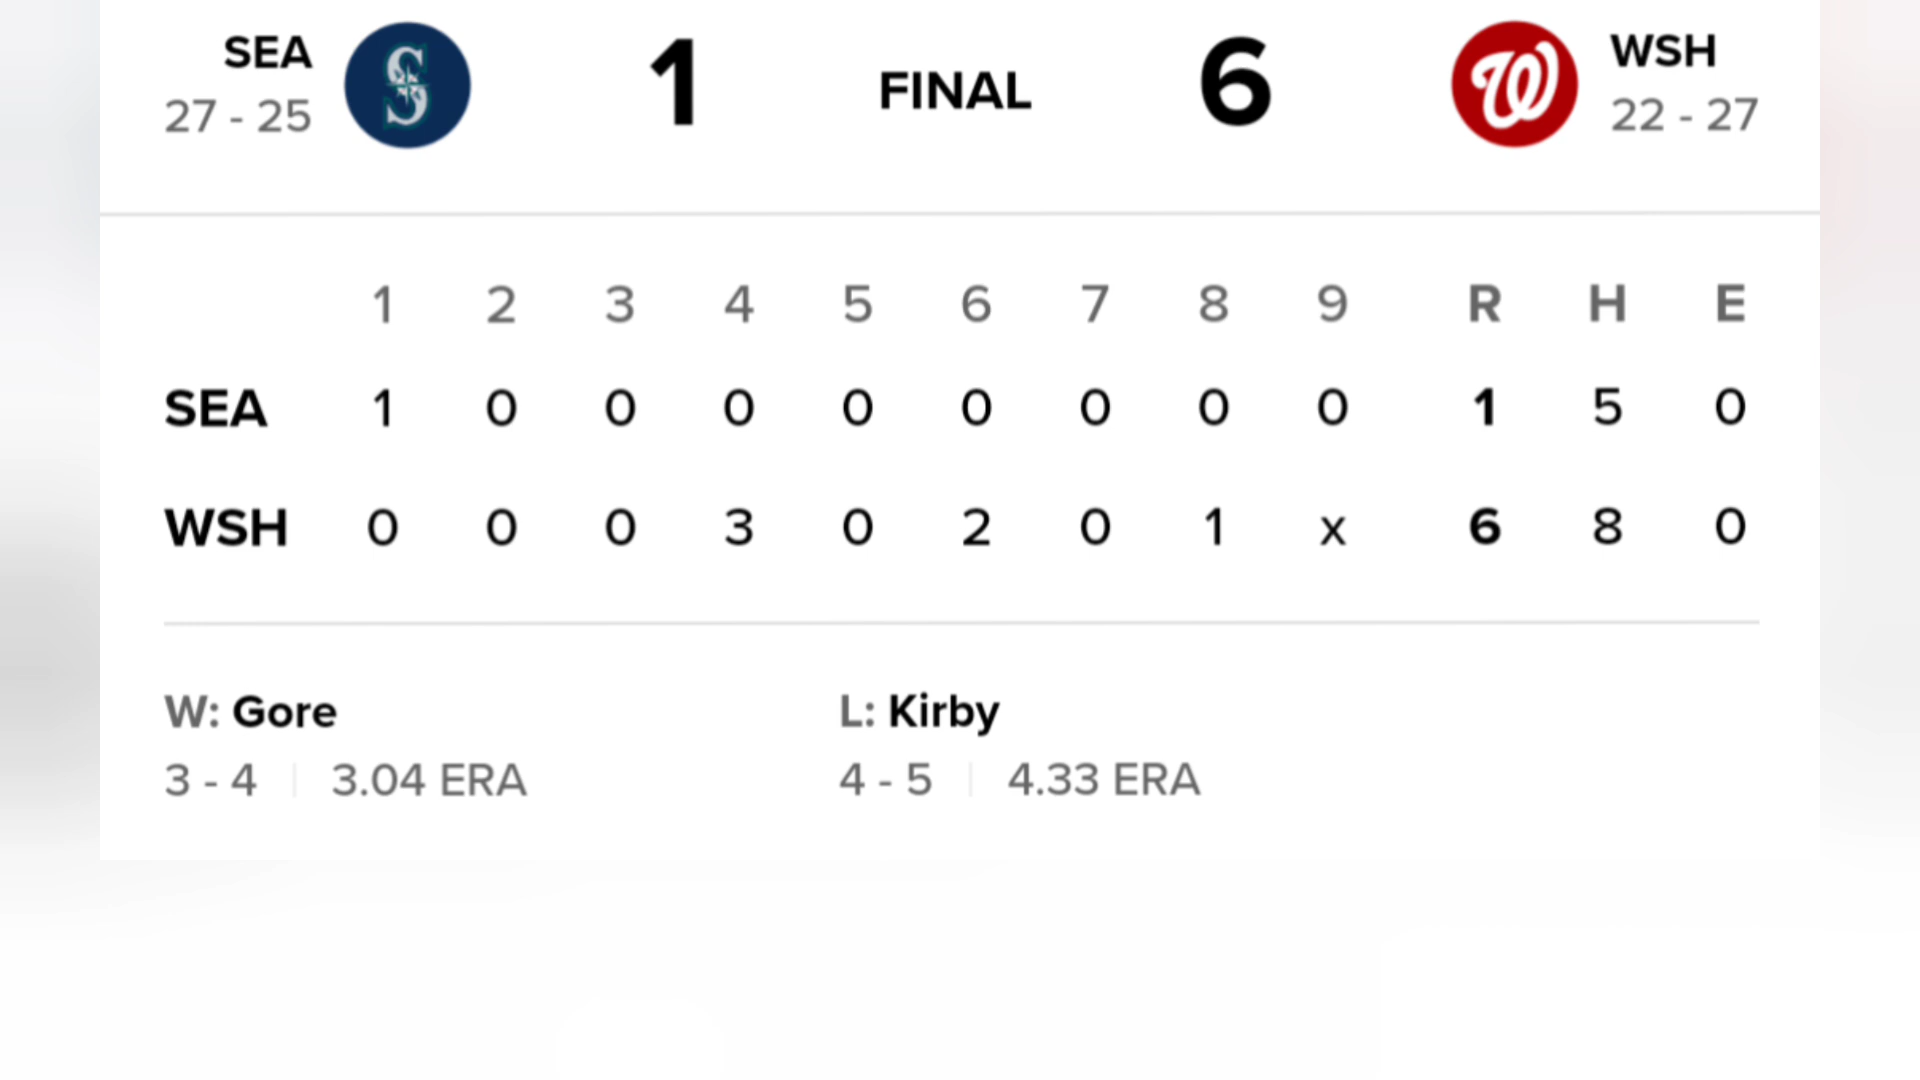 SEA 1 FINAL 6 WSH
27 - 25 22 - 27
1 2 3 4 5 6 7 8 9 R H E
SEA 1 0 0 0 0 0 0 0 0 1 5 0
WSH 0 0 0 3 0 2 0 1 x 6 8 0
W: Gore L: Kirby
3 - 4 | 3.04 ERA 4 - 5 | 4.33 ERA